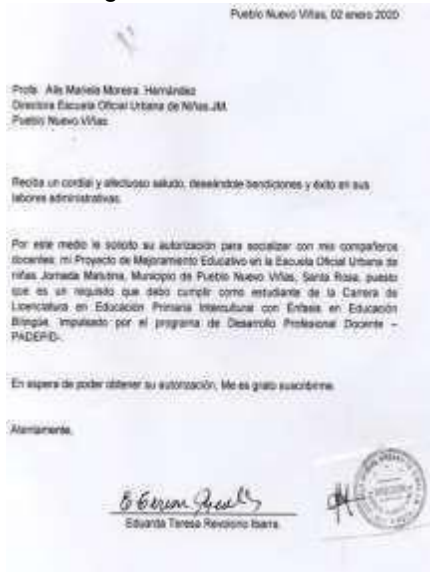 Pueblo Nuevo Viñas, 02 enero 2020
Profa. Alis Mariela Morera Hernández
Directora Escuela Oficial Urbana de Niñas JM.
Pueblo Nuevo Viñas
Reciba un cordial y afectuoso saludo, deseándole bendiciones y éxito en sus
labores administrativas.
Por este medio le solicito su autorización para socializar con mis compañeros
docentes mi Proyecto de Mejoramiento Educativo en la Escuela Oficial Urbana de
niñas Jornada Matutina, Municipio de Pueblo Nuevo Viñas, Santa Rosa, puesto
que es un requisito que debo cumplir como estudiante de la Carrera de
Licenciatura en Educación Primaria Intercultural con Énfasis en Educación
Bilingüe, impulsado por el programa de Desarrollo Profesional Docente –
PADEP/D-.
En espera de poder obtener su autorización, Me es grato suscribirme.
Atentamente,
Eduarda Teresa Revolorio Ibarra.